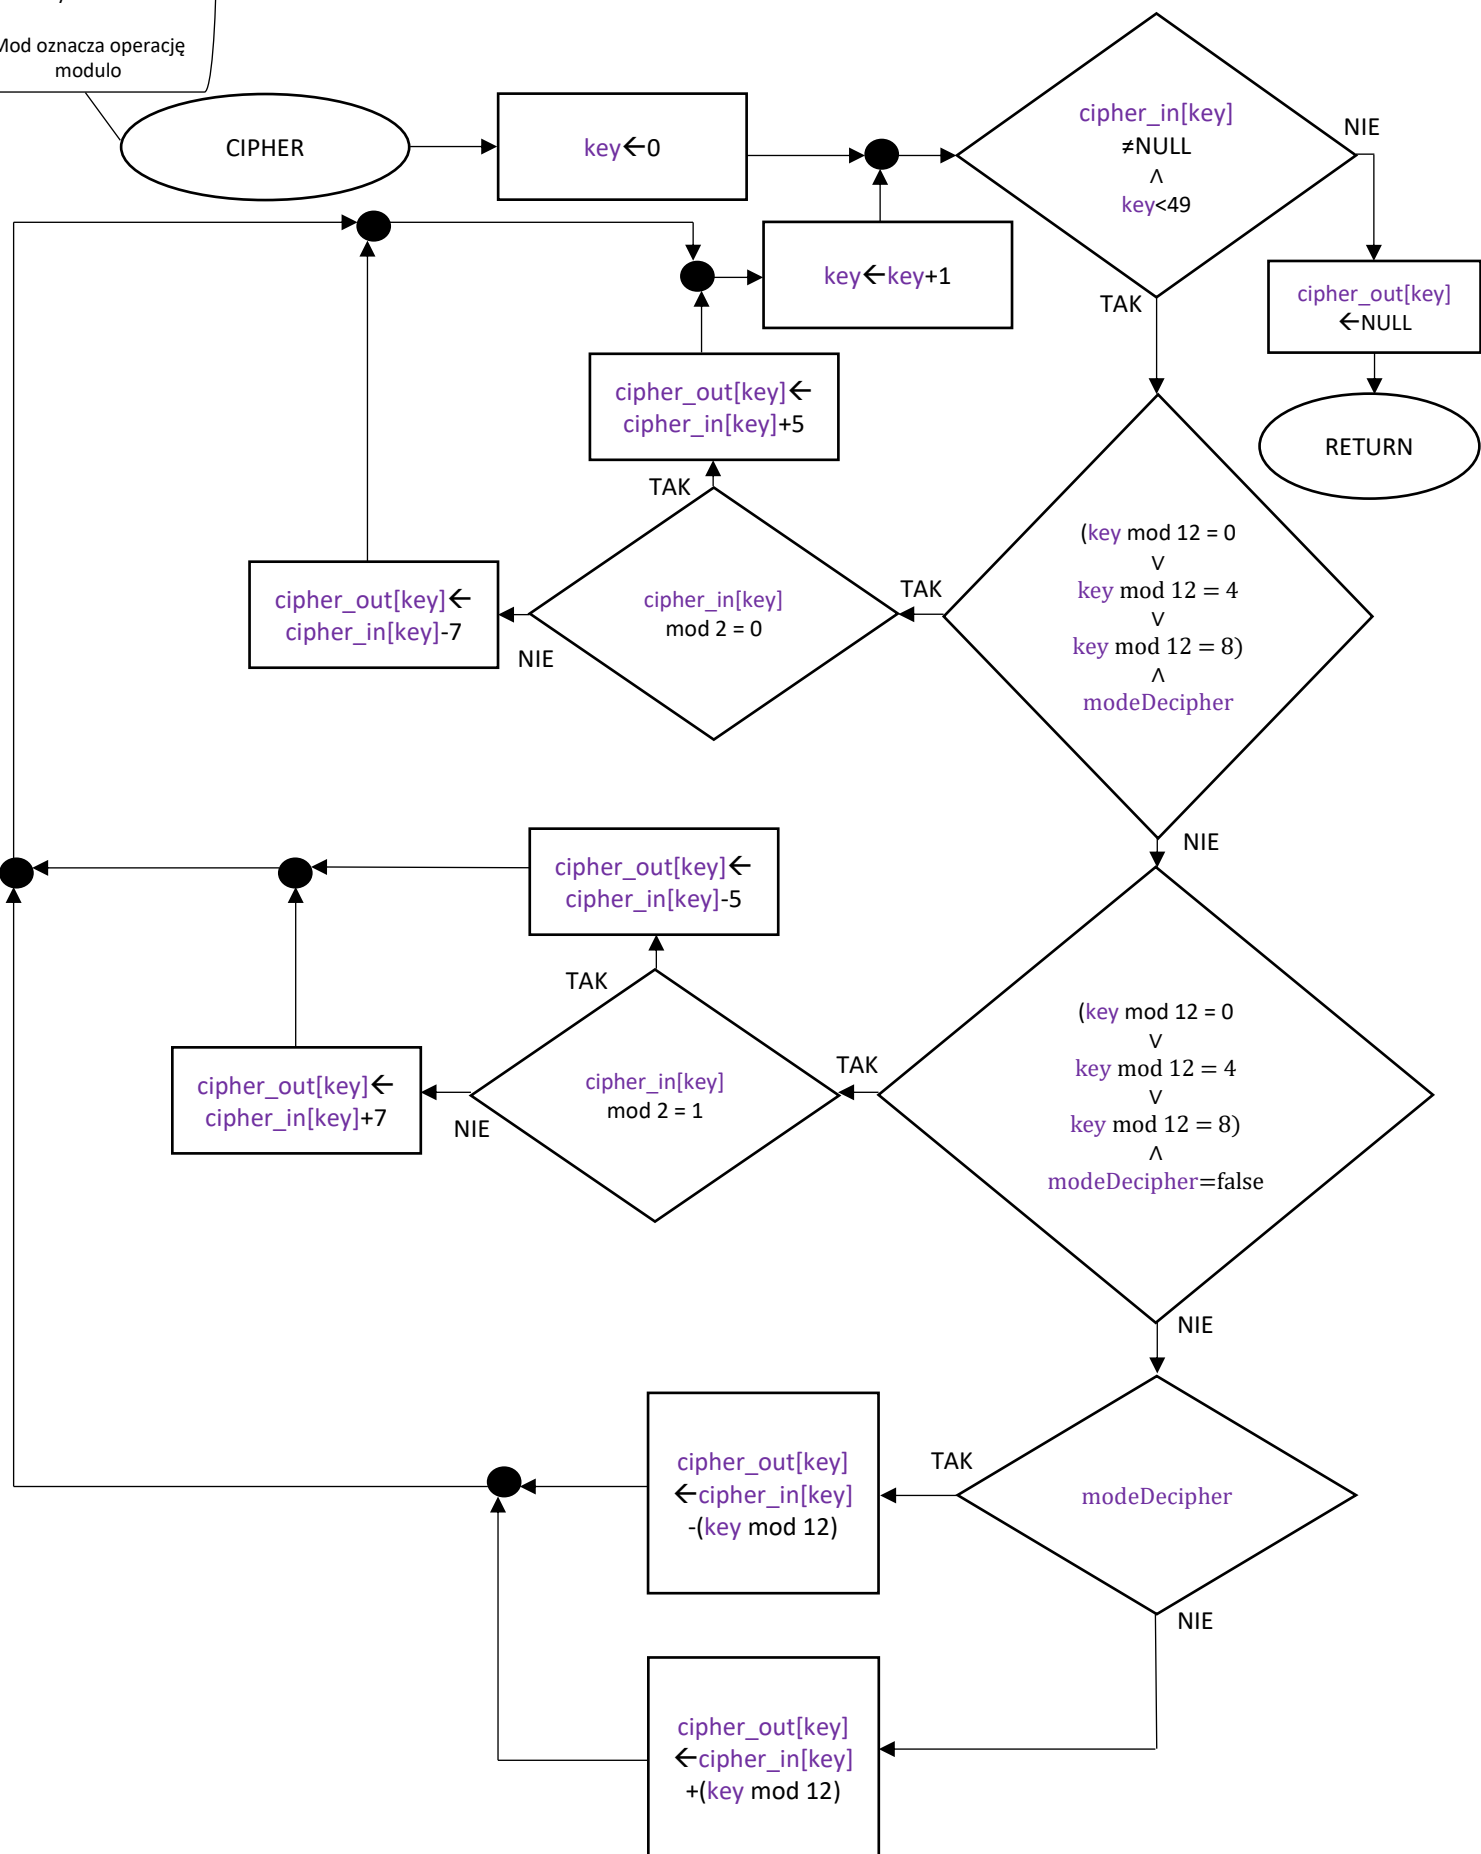 Mod oznacza operację
modulo
CIPHER
key←0
cipher_in[key]
≠NULL
∧
key<49
NIE
TAK
cipher_out[key]
←NULL
RETURN
key←key+1
cipher_out[key]←
cipher_in[key]+5
TAK
cipher_in[key]
mod 2 = 0
NIE
cipher_out[key]←
cipher_in[key]-7
TAK
(key mod 12 = 0
∨
key mod 12 = 4
∨
key mod 12 = 8)
∧
modeDecipher
NIE
cipher_out[key]←
cipher_in[key]-5
TAK
cipher_in[key]
mod 2 = 1
NIE
cipher_out[key]←
cipher_in[key]+7
TAK
(key mod 12 = 0
∨
key mod 12 = 4
∨
key mod 12 = 8)
∧
modeDecipher=false
NIE
cipher_out[key]
←cipher_in[key]
-(key mod 12)
TAK
modeDecipher
NIE
cipher_out[key]
←cipher_in[key]
+(key mod 12)